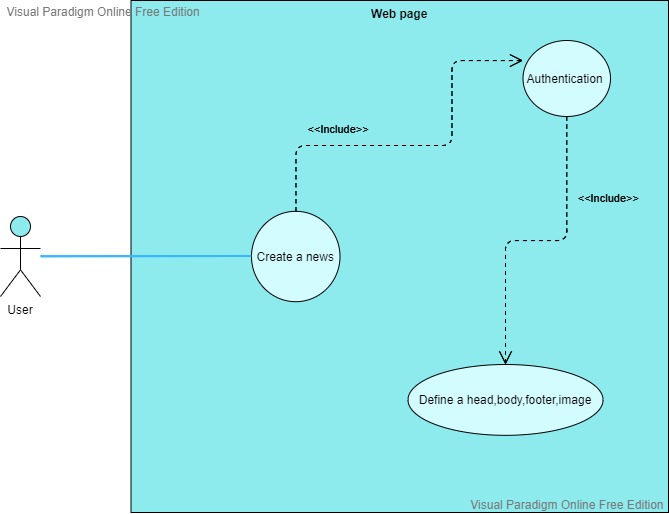 Visual Paradigm Online Free Edition
Web page
Authentication
<<Include>>
<<Include>>
Create a news
User
Define a head,body,footer,image
Visual Paradigm Online Free Edition